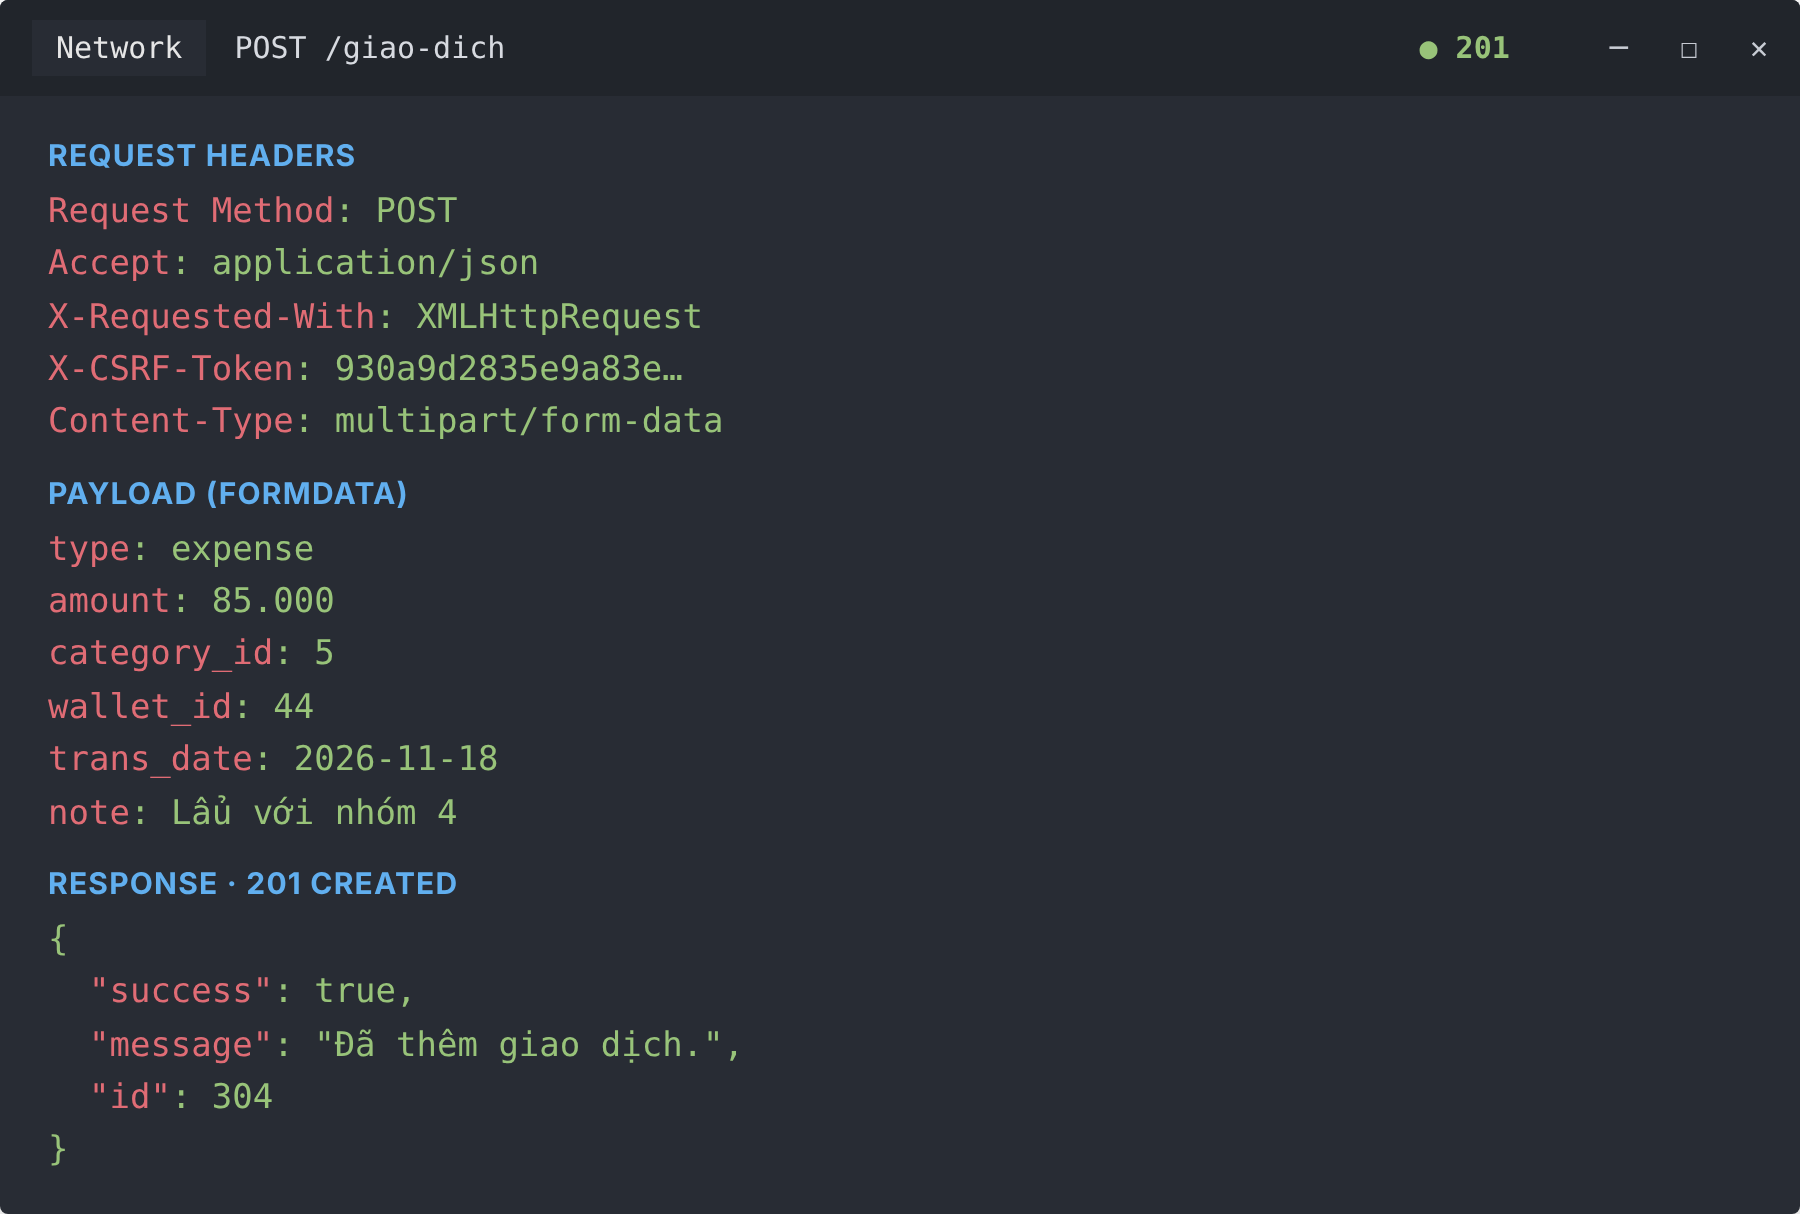 Network POST /giao-dich ● 201 − □ ×
REQUEST HEADERS
Request Method: POST
Accept: application/json
X-Requested-With: XMLHttpRequest
X-CSRF-Token: 930a9d2835e9a83e…
Content-Type: multipart/form-data
PAYLOAD (FORMDATA)
type: expense
amount: 85.000
category_id: 5
wallet_id: 44
trans_date: 2026-11-18
note: Lẩủ với nhóm 4
RESPONSE · 201 CREATED
{
  "success": true,
  "message": "Đã thêm giao dịch.",
  "id": 304
}